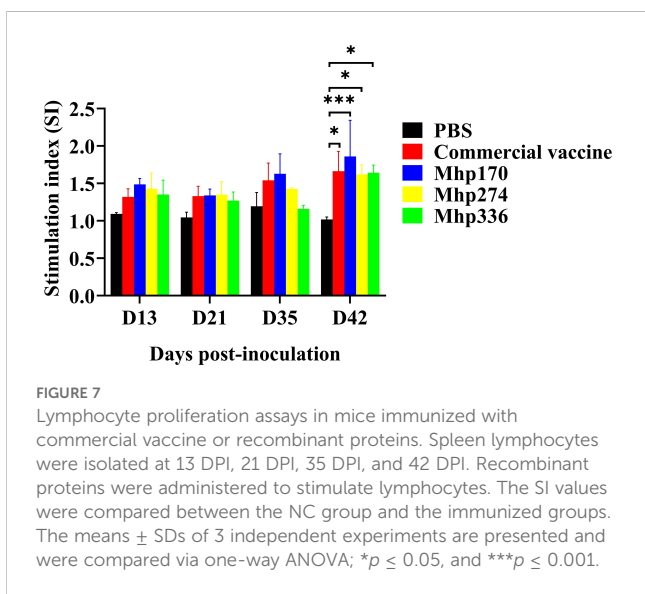 *
*
***
*
Stimulation index (SI)
2.5
2.0
1.5
1.0
0.5
0.0
D13 D21 D35 D42
Days post-inoculation
PBS
Commercial vaccine
Mhp170
Mhp274
Mhp336
FIGURE 7
Lymphocyte proliferation assays in mice immunized with
commercial vaccine or recombinant proteins. Spleen lymphocytes
were isolated at 13 DPI, 21 DPI, 35 DPI, and 42 DPI. Recombinant
proteins were administered to stimulate lymphocytes. The SI values
were compared between the NC group and the immunized groups.
The means ± SDs of 3 independent experiments are presented and
were compared via one-way ANOVA; *p ≤ 0.05, and ***p ≤ 0.001.